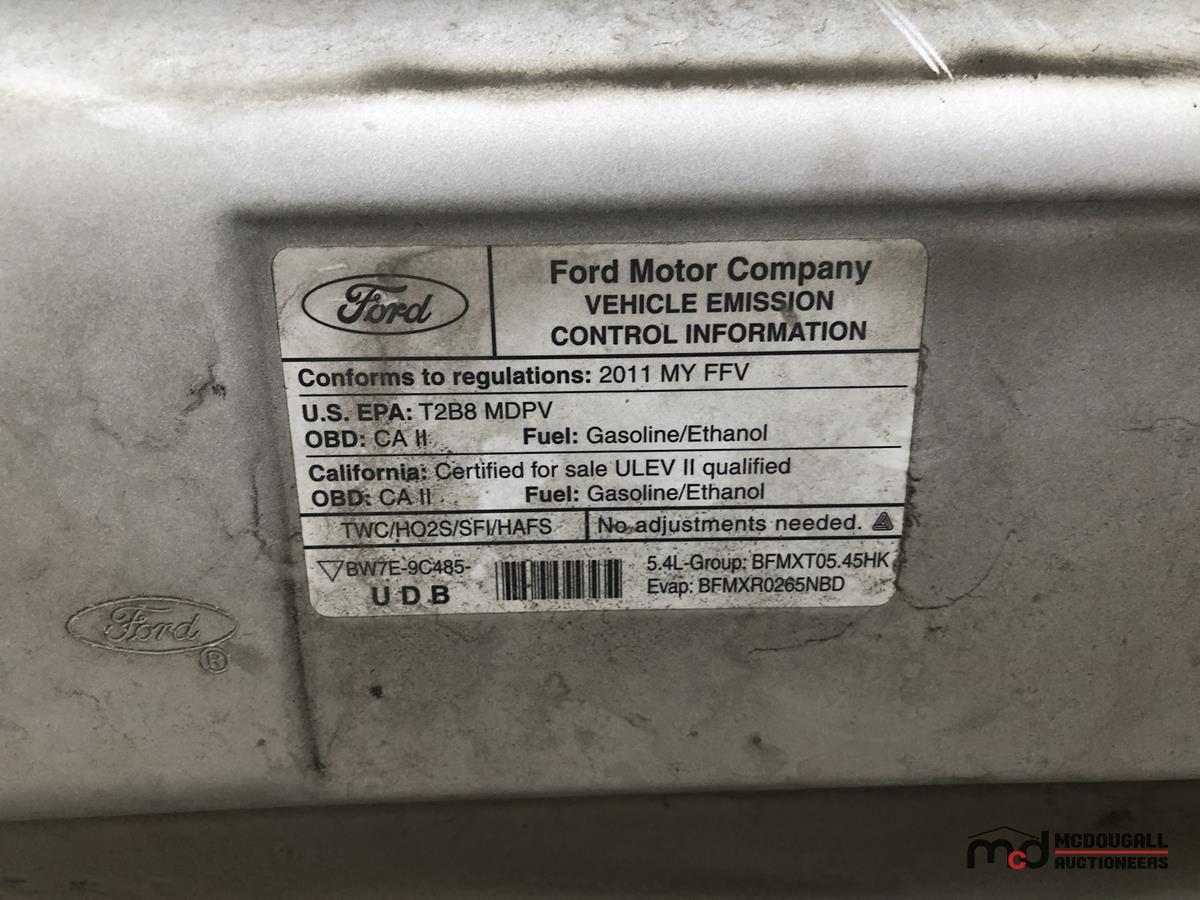 Ford
Ford Motor Company
VEHICLE EMISSION
CONTROL INFORMATION
Conforms to regulations: 2011 MY FFV
U.S. EPA: T2B8 MDPV
OBD: CA II Fuel: Gasoline/Ethanol
California: Certified for sale ULEV II qualified
OBD: CA II Fuel: Gasoline/Ethanol
TWC/HO2S/SFI/HAFS No adjustments needed.
BW7E-9C485- 5.4L-Group: BFMXT05.45HK
UDB Evap: BFMXR0265NBD
Ford
®
mcd MCDOUGALL
AUCTIONEERS